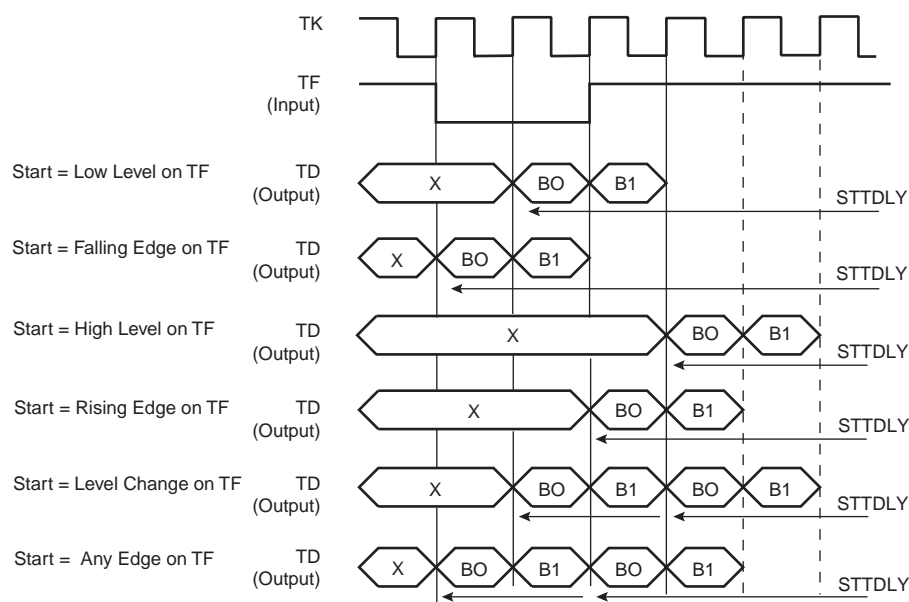 TK
TF
(Input)
Start = Low Level on TF
TD
(Output)
X
BO
B1
STTDLY
Start = Falling Edge on TF
TD
(Output)
X
BO
B1
STTDLY
Start = High Level on TF
TD
(Output)
X
BO
B1
STTDLY
Start = Rising Edge on TF
TD
(Output)
X
BO
B1
STTDLY
Start = Level Change on TF
TD
(Output)
X
BO
B1
BO
B1
STTDLY
Start = Any Edge on TF
TD
(Output)
X
BO
B1
BO
B1
STTDLY